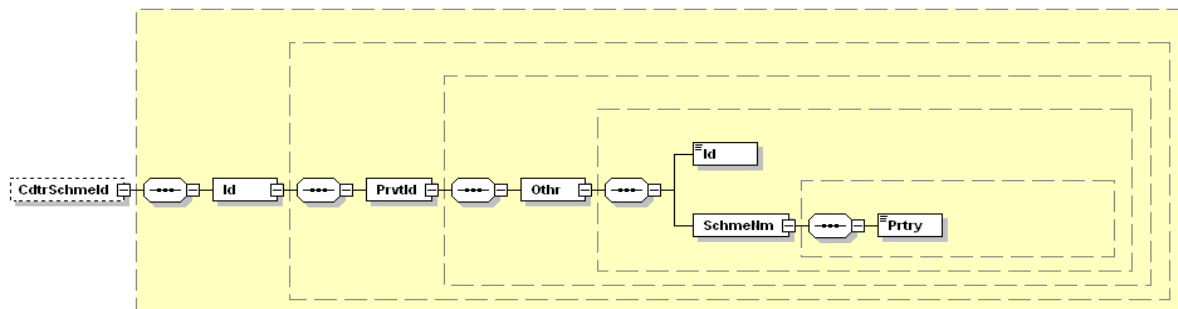 Id
CdtrSchmeId
Id
PrvtId
Othr
SchmeNm
Prtry